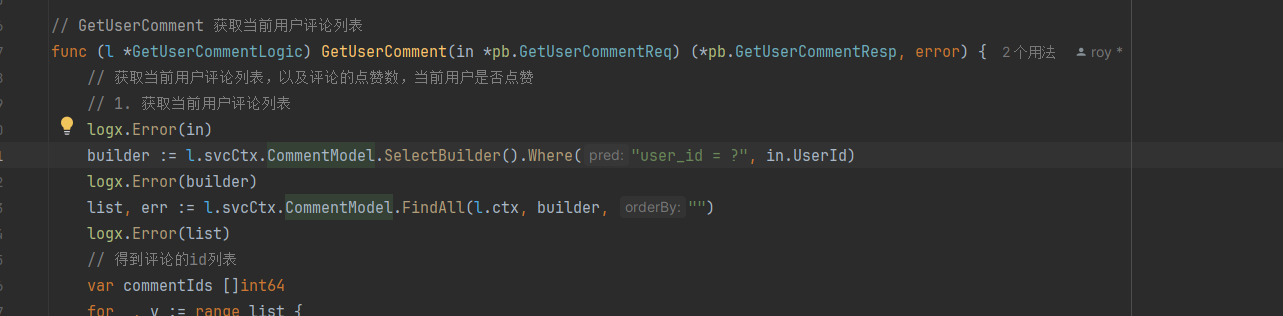 // GetUserComment 获取当前用户评论列表
func (l *GetUserCommentLogic) GetUserComment(in *pb.GetUserCommentReq) (*pb.GetUserCommentResp, error) { 2个用法 roy *
// 获取当前用户评论列表，以及评论的点赞数，当前用户是否点赞
// 1. 获取当前用户评论列表
logx.Error(in)
builder := l.svcCtx.CommentModel.SelectBuilder().Where( pred: "user_id = ?", in.UserId)
logx.Error(builder)
list, err := l.svcCtx.CommentModel.FindAll(l.ctx, builder, orderBy: "")
logx.Error(list)
// 得到评论的id列表
var commentIds []int64
for _, v := range list {